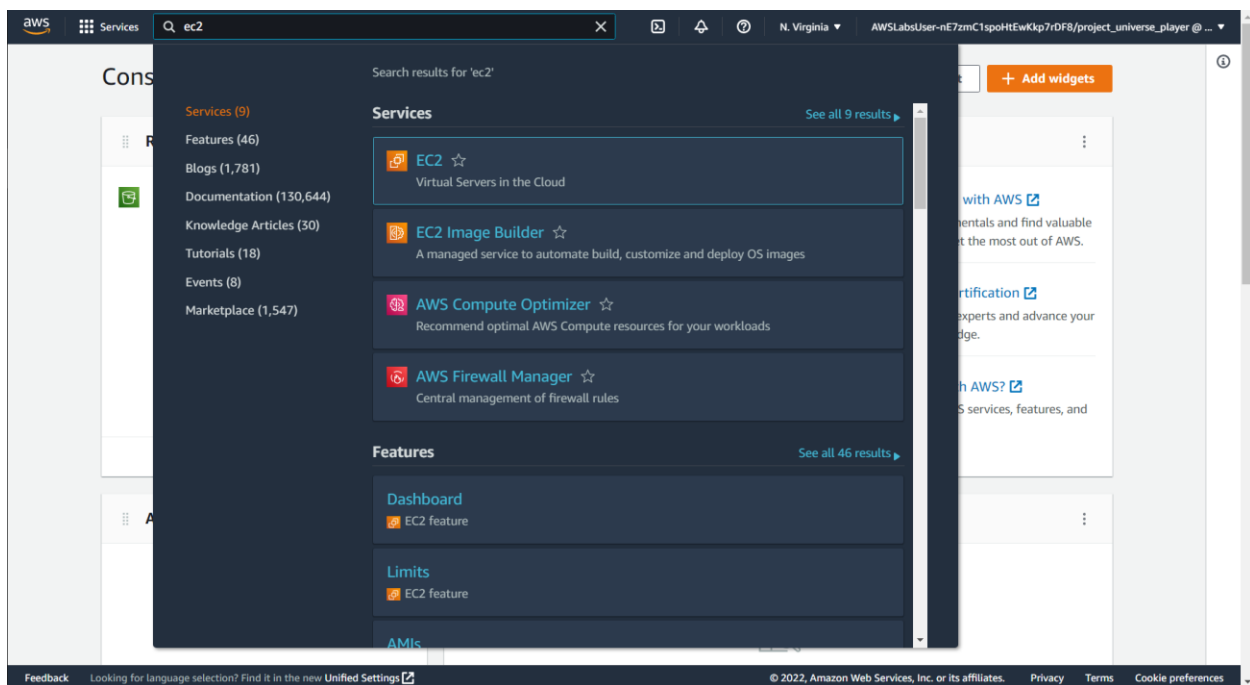 aws
Services
ec2
N. Virginia
AWSLabsUser-nE7zmC1spoHtEwKkp7rDF8/project_universe_player @ ...
Cons
Add widgets
Search results for 'ec2'
Services (9)
Features (46)
Blogs (1,781)
Documentation (130,644)
Knowledge Articles (30)
Tutorials (18)
Events (8)
Marketplace (1,547)
Services
See all 9 results
EC2
Virtual Servers in the Cloud
EC2 Image Builder
A managed service to automate build, customize and deploy OS images
AWS Compute Optimizer
Recommend optimal AWS Compute resources for your workloads
AWS Firewall Manager
Central management of firewall rules
Features
See all 46 results
Dashboard
EC2 feature
Limits
EC2 feature
AMIs
R
A
with AWS
nentals and find valuable
t the most out of AWS.
rtification
experts and advance your
dge.
h AWS?
S services, features, and
Feedback
Looking for language selection? Find it in the new Unified Settings
© 2022, Amazon Web Services, Inc. or its affiliates.
Privacy
Terms
Cookie preferences